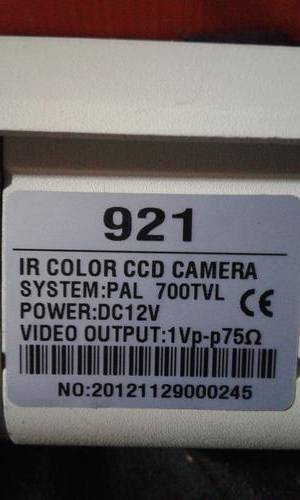 921
IR COLOR CCD CAMERA
SYSTEM:PAL 700TVL
POWER:DC12V CE
VIDEO OUTPUT:1Vp-p75Ω
NO:20121129000245